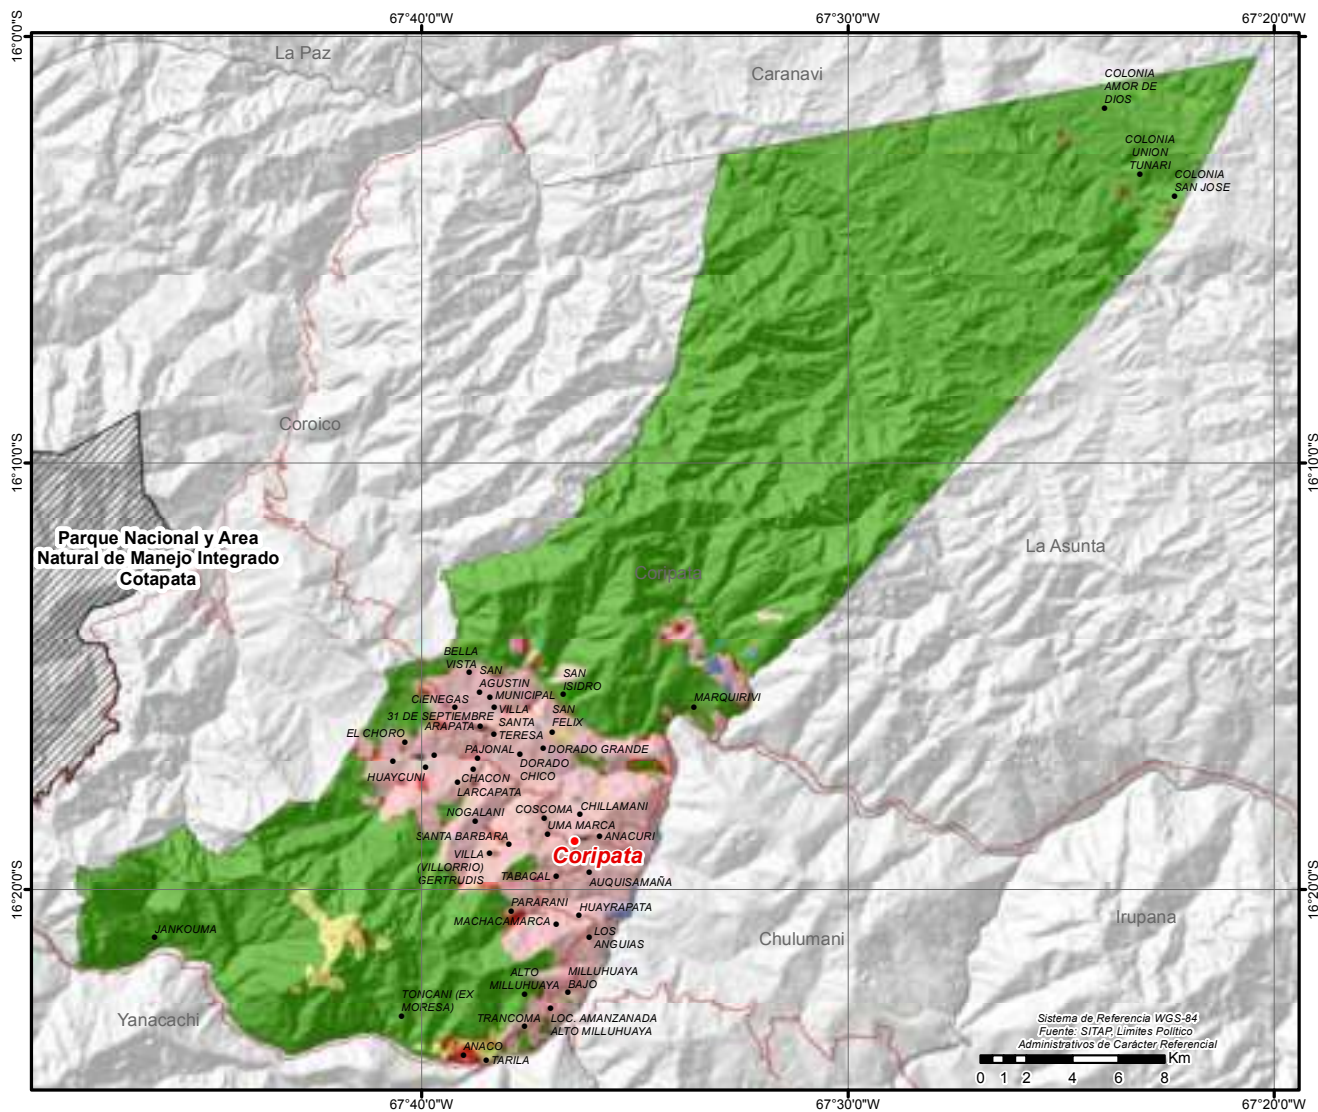 67°40'0"W
67°30'0"W
67°20'0"W
16°0'0"S
La Paz
Caranavi
COLONIA
AMOR DE
DIOS
COLONIA
UNION
TUNARI
COLONIA
SAN JOSE
Coroico
16°10'0"S
16°10'0"S
Parque Nacional y Area
Natural de Manejo Integrado
Cotapata
La Asunta
Coripata
BELLA
VISTA
SAN
AGUSTIN
SAN
ISIDRO
CIENEGAS
MUNICIPAL
MARQUIRIVI
VILLA
31 DE SEPTIEMBRE
SAN
FELIX
ARAPATA
SANTA
TERESA
EL CHORO
PAJONAL
DORADO GRANDE
DORADO
CHICO
HUAYCUNI
CHACON
LARCAPATA
NOGALANI
COSCOMA
CHILLAMANI
UMA MARCA
SANTA BARBARA
ANACURI
Coripata
VILLA
(VILLORRIO)
GERTRUDIS
TABACAL
AUQUISAMAÑA
16°20'0"S
16°20'0"S
PARARANI
HUAYRAPATA
MACHACAMARCA
LOS
ANGUIAS
JANKOUMA
Chulumani
Irupana
ALTO
MILLUHUAYA
MILLUHUAYA
BAJO
TONCANI (EX
MORESA)
TRANCOMA
LOC. AMANZANADA
ALTO MILLUHUAYA
Yanacachi
ANACO
TARILA
Sistema de Referencia WGS-84
Fuente: SITAP, Limites Político
Administrativos de Carácter Referencial
Km
0 1 2 4 6 8
67°40'0"W
67°30'0"W
67°20'0"W